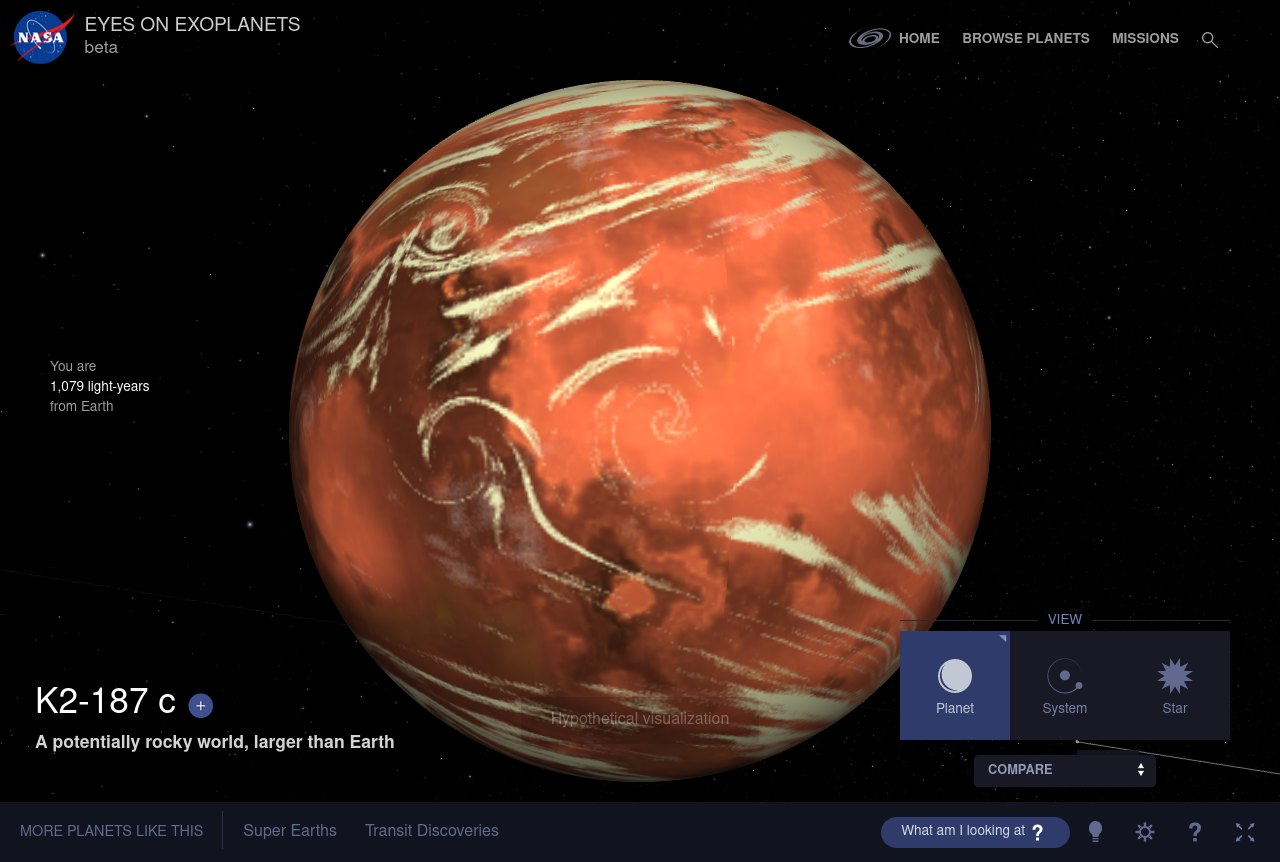 NASA
EYES ON EXOPLANETS
beta
HOME
BROWSE PLANETS
MISSIONS
You are
1,079 light-years
from Earth
K2-187 c
+
A potentially rocky world, larger than Earth
Hypothetical visualization
VIEW
Planet
System
Star
COMPARE
MORE PLANETS LIKE THIS
Super Earths
Transit Discoveries
What am I looking at ?
?